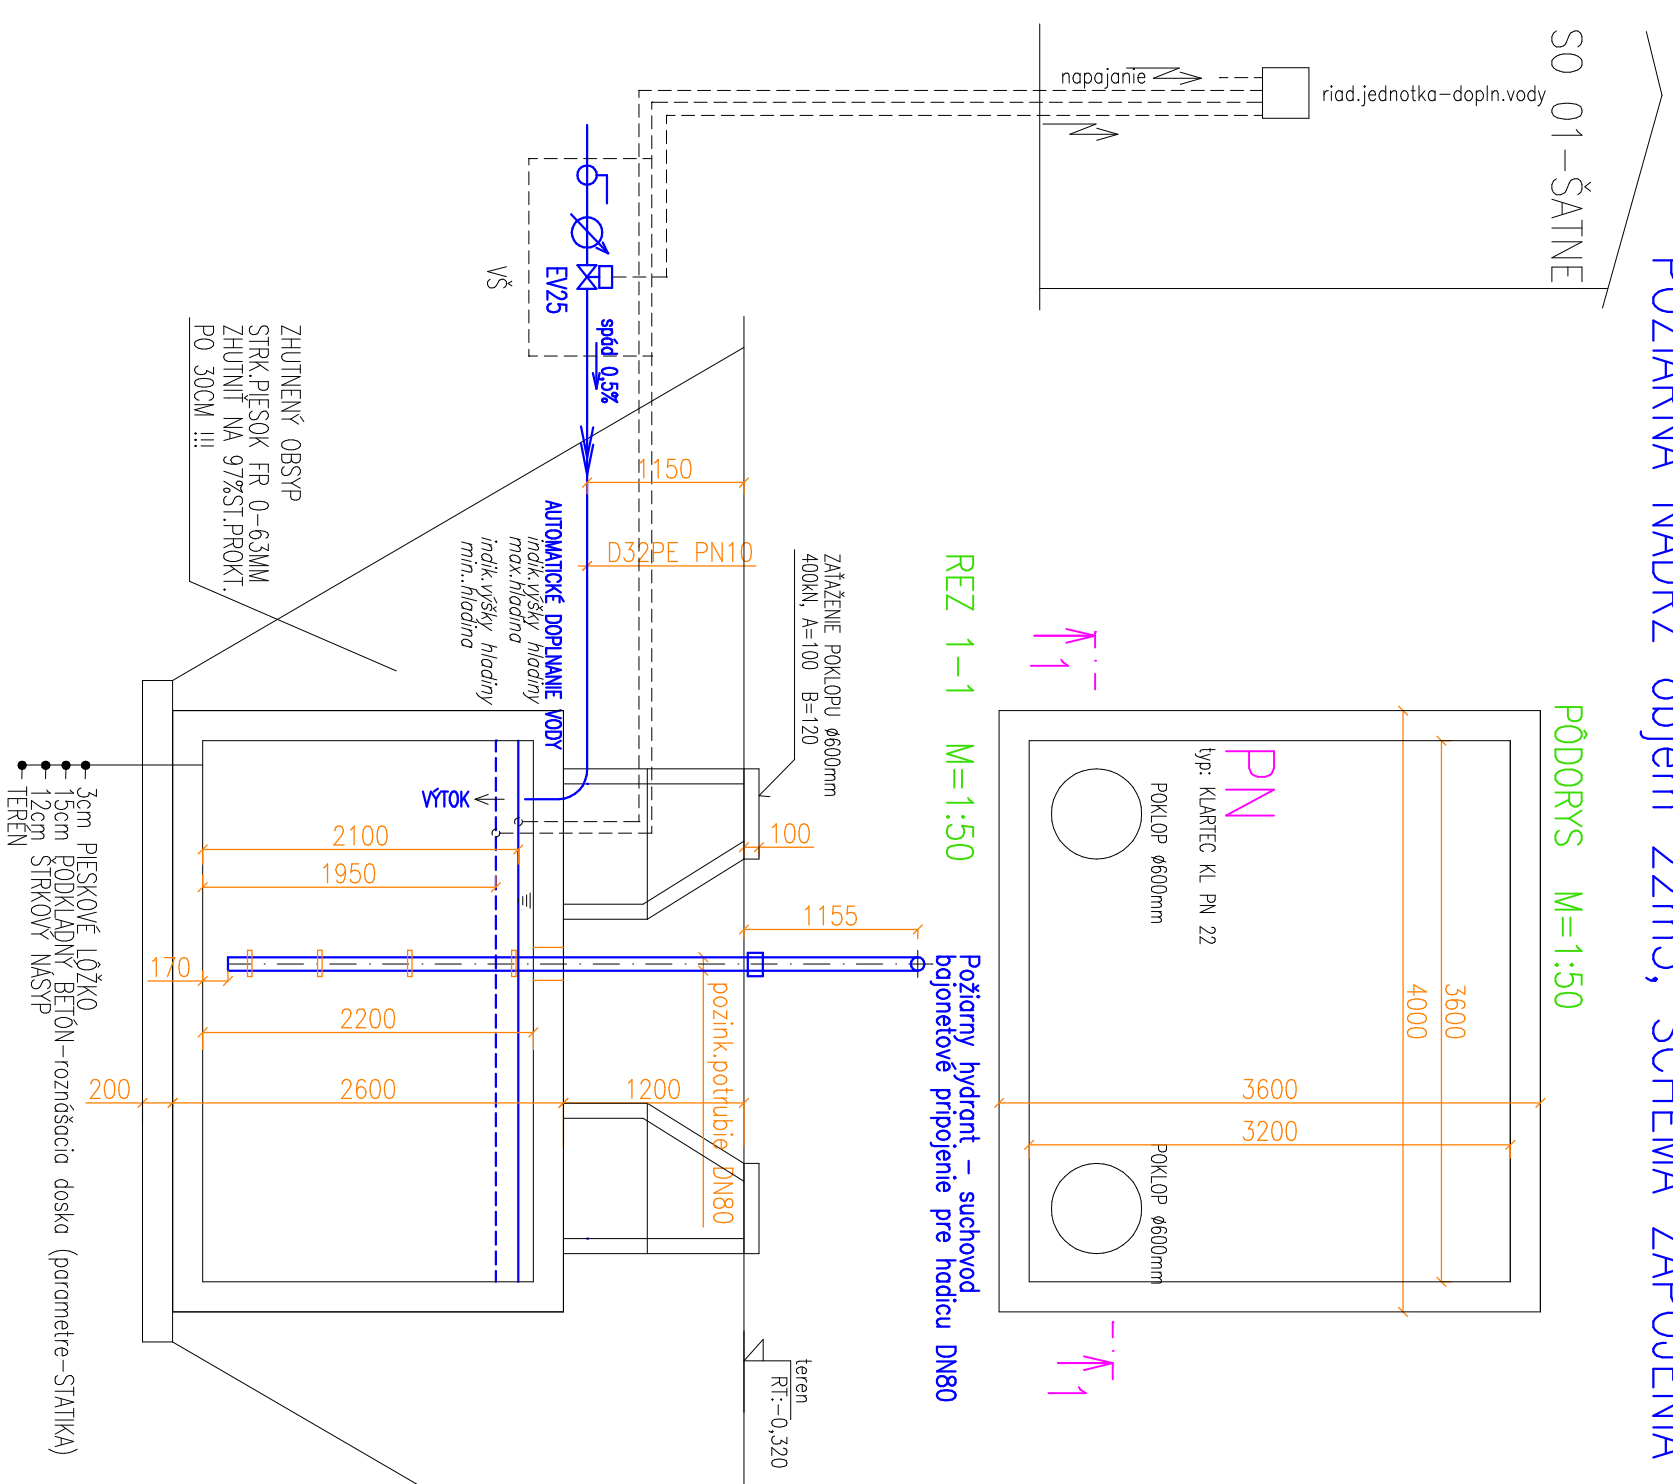 POŽIARNA NÁDRŽ objem 22m3, SCHÉMA ZAPOJENIA
SO 01-ŠATNE
riad.jednotka-dopln.vody
napajanie
PÔDORYS M=1:50
3600
4000
3600
3200
PN
typ: KLARTEC KL PN 22
POKLOP ø600mm
POKLOP ø600mm
1
1
REZ 1-1 M=1:50
Požiarny hydrant - suchovod
bajonetové pripojenie pre hadicu DN80
ZAŤAŽENIE POKLOPU ø600mm
400kN, A=100 B=120
teren
RT:-0,320
1155
100
1150
D32PE PN10
pozink.potrubie DN80
spád 0,5%
EV25
VŠ
AUTOMATICKÉ DOPLNANIE VODY
indik.výšky hladiny
max.hladina
indik.výšky hladiny
min..hladina
VÝTOK
2100
1950
170
2200
2600
1200
200
ZHUTNENÝ OBSYP
STRK.PIESOK FR 0-63MM
ZHUTNIŤ NA 97%ST.PROKT.
PO 30CM !!!
3cm PIESKOVÉ LÔŽKO
15cm PODKLADNÝ BETÓN-roznášácia doska (parametre-STATIKA)
12cm ŠTRKOVÝ NÁSYP
TERÉN